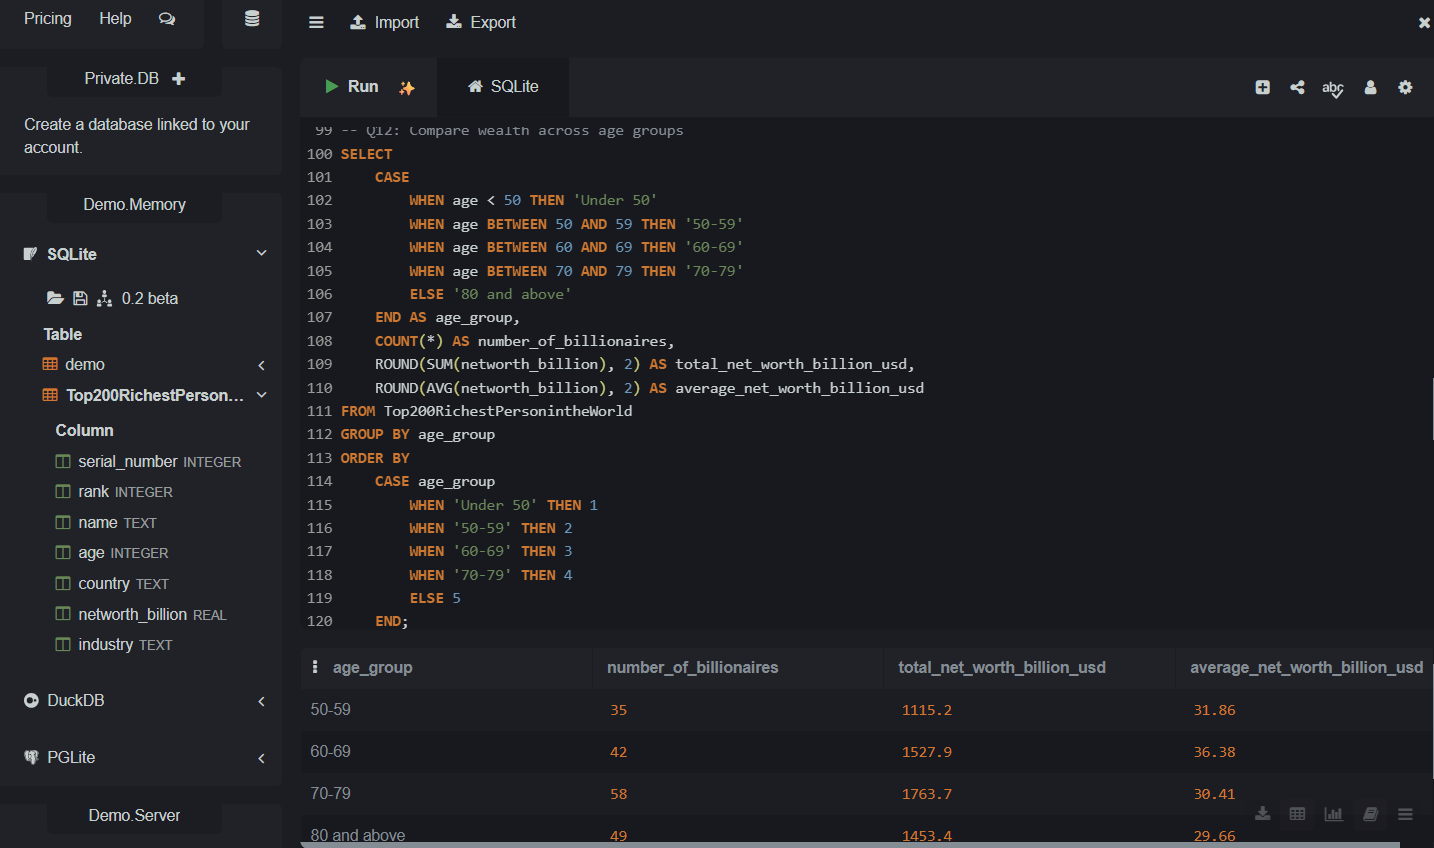 Pricing Help
Import Export
Private.DB
Create a database linked to your
account.
Demo.Memory
SQLite
0.2 beta
Table
demo
Top200RichestPerson...
Column
serial_number INTEGER
rank INTEGER
name TEXT
age INTEGER
country TEXT
networth_billion REAL
industry TEXT
DuckDB
PGLite
Demo.Server
Run SQLite
abc
99 -- Q12: Compare wealth across age groups
100 SELECT
101 CASE
102 WHEN age < 50 THEN 'Under 50'
103 WHEN age BETWEEN 50 AND 59 THEN '50-59'
104 WHEN age BETWEEN 60 AND 69 THEN '60-69'
105 WHEN age BETWEEN 70 AND 79 THEN '70-79'
106 ELSE '80 and above'
107 END AS age_group,
108 COUNT(*) AS number_of_billionaires,
109 ROUND(SUM(networth_billion), 2) AS total_net_worth_billion_usd,
110 ROUND(AVG(networth_billion), 2) AS average_net_worth_billion_usd
111 FROM Top200RichestPersonintheWorld
112 GROUP BY age_group
113 ORDER BY
114 CASE age_group
115 WHEN 'Under 50' THEN 1
116 WHEN '50-59' THEN 2
117 WHEN '60-69' THEN 3
118 WHEN '70-79' THEN 4
119 ELSE 5
120 END;
age_group number_of_billionaires total_net_worth_billion_usd average_net_worth_billion_usd
50-59 35 1115.2 31.86
60-69 42 1527.9 36.38
70-79 58 1763.7 30.41
80 and above 49 1453.4 29.66